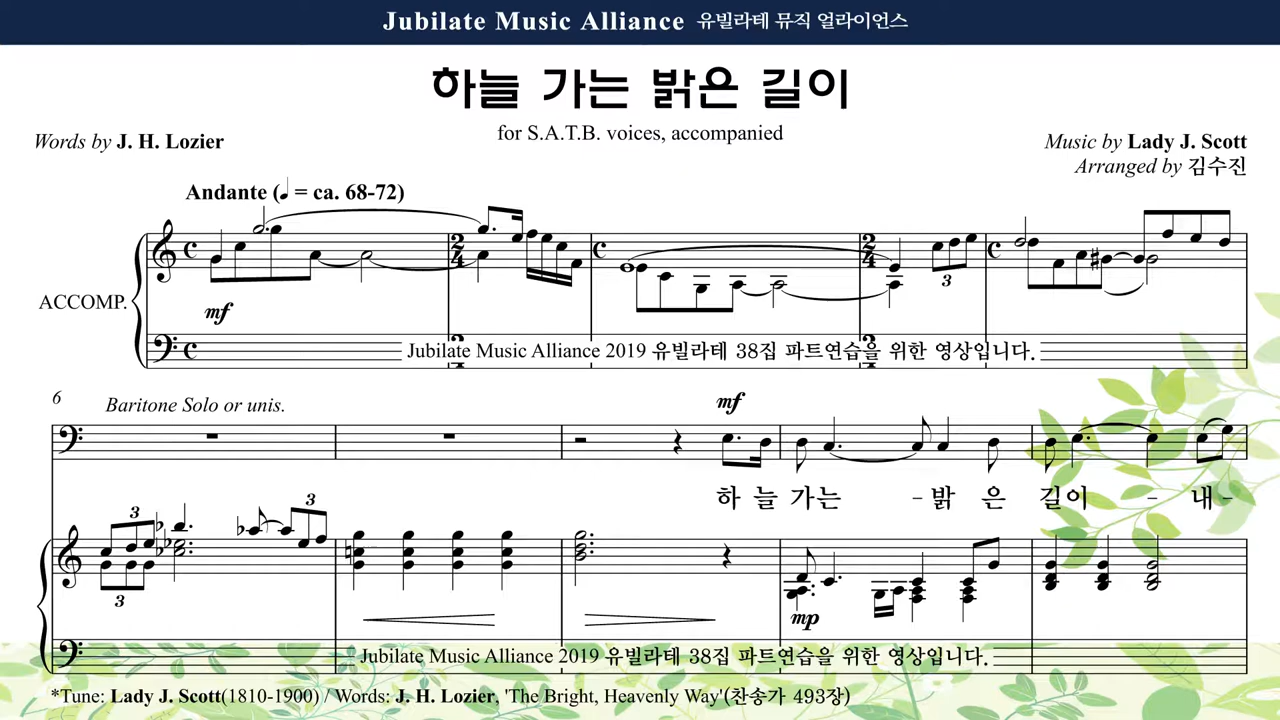 Jubilate Music Alliance 유빌라테 뮤직 얼라이언스
하늘 가는 밝은 길이
for S.A.T.B. voices, accompanied
Words by J. H. Lozier
Music by Lady J. Scott
Arranged by 김수진
Andante (♩ = ca. 68-72)
ACCOMP.
mf
3
Jubilate Music Alliance 2019 유빌라테 38집 파트연습을 위한 영상입니다.
6
Baritone Solo or unis.
mf
하 늘 가는 - 밝 은 길이 - 내 -
3 3
3
mp
Jubilate Music Alliance 2019 유빌라테 38집 파트연습을 위한 영상입니다.
*Tune: Lady J. Scott(1810-1900) / Words: J. H. Lozier, 'The Bright, Heavenly Way'(찬송가 493장)